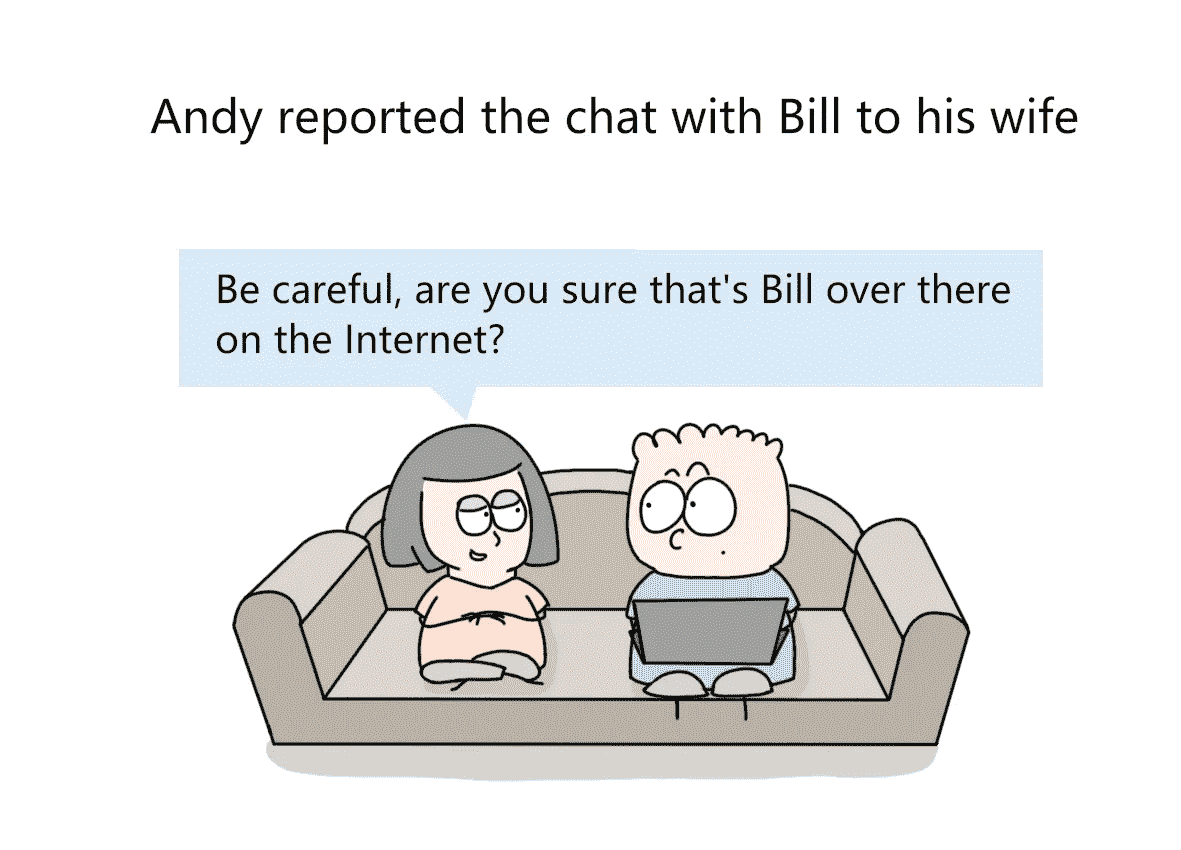 Andy reported the chat with Bill to his wife
Be careful, are you sure that's Bill over there
on the Internet?